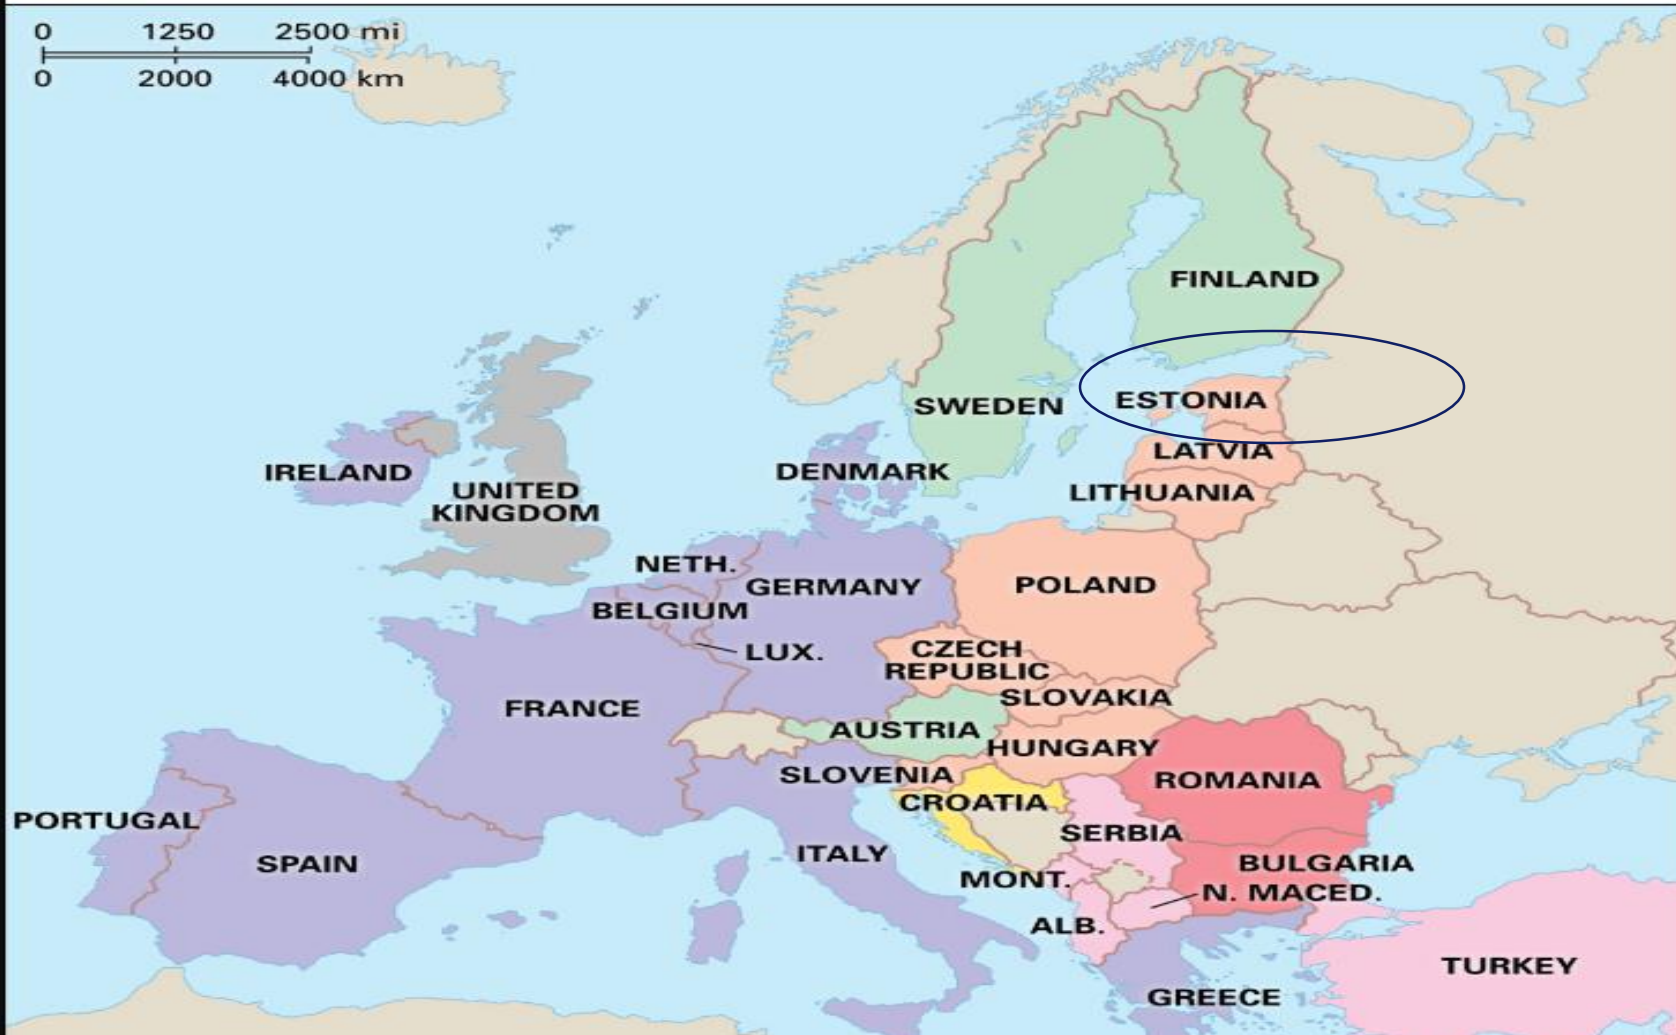 0 1250 2500 mi
0 2000 4000 km
FINLAND
ESTONIA
SWEDEN
LATVIA
DENMARK
IRELAND
UNITED
KINGDOM
LITHUANIA
NETH.
GERMANY
POLAND
BELGIUM
LUX.
CZECH
REPUBLIC
SLOVAKIA
FRANCE
AUSTRIA
HUNGARY
SLOVENIA
ROMANIA
CROATIA
PORTUGAL
SERBIA
SPAIN
ITALY
BULGARIA
MONT.
N. MACED.
ALB.
TURKEY
GREECE